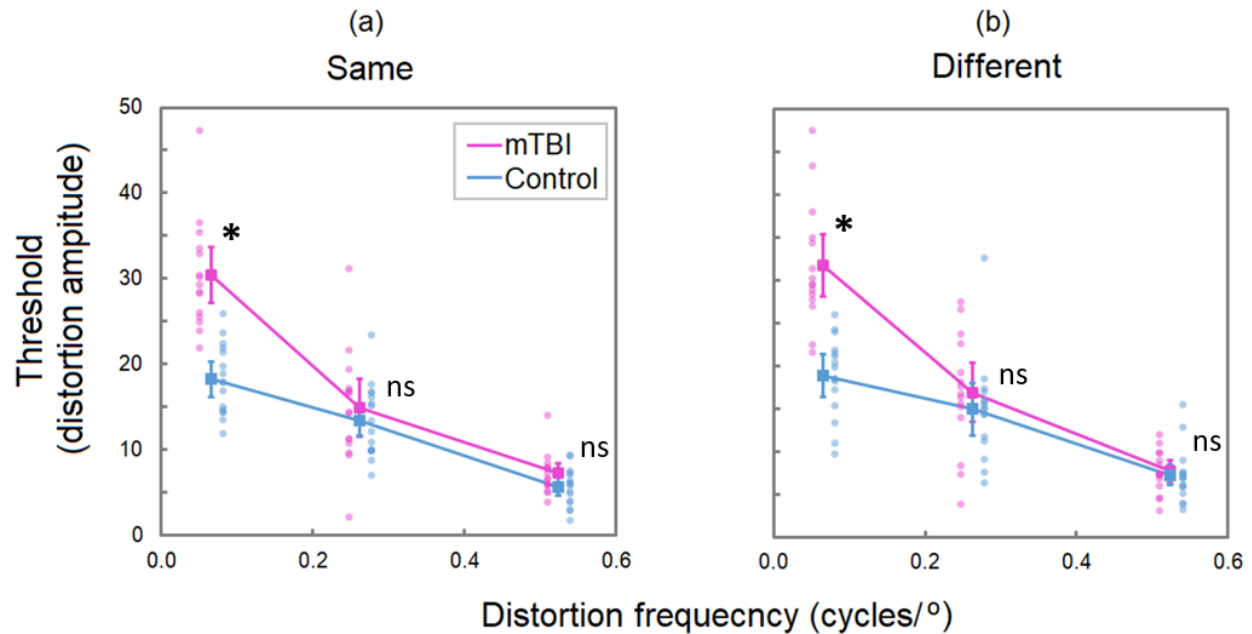 (a)
Same
(b)
Different
Threshold
(distortion ampitude)
50
40
30
20
10
0
mTBI
Control
*
ns
ns
*
ns
ns
0.0 0.2 0.4 0.6
0.0 0.2 0.4 0.6
Distortion frequecncy (cycles/°)